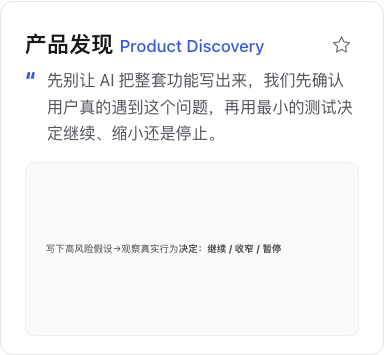 产品发现 Product Discovery
“ 先别让 AI 把整套功能写出来，我们先确认
用户真的遇到这个问题，再用最小的测试决
定继续、缩小还是停止。
写下高风险假设→观察真实行为决定：继续 / 收窄 / 暂停